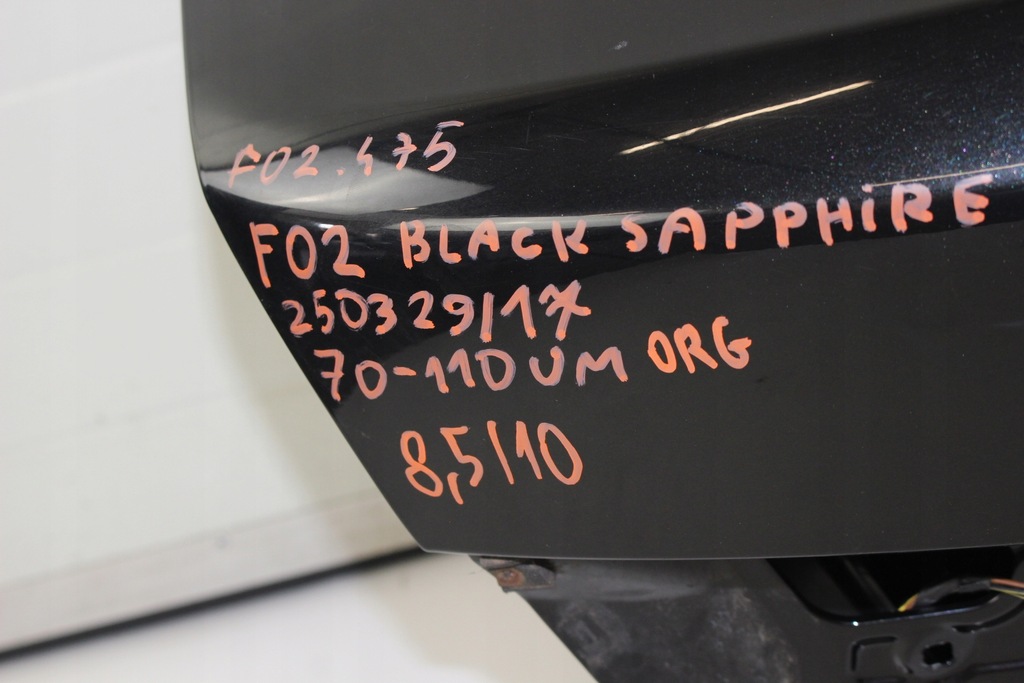 F02.475
F02 BLACK SAPPHIRE
250329/17
70-110UM ORG
8,5/10